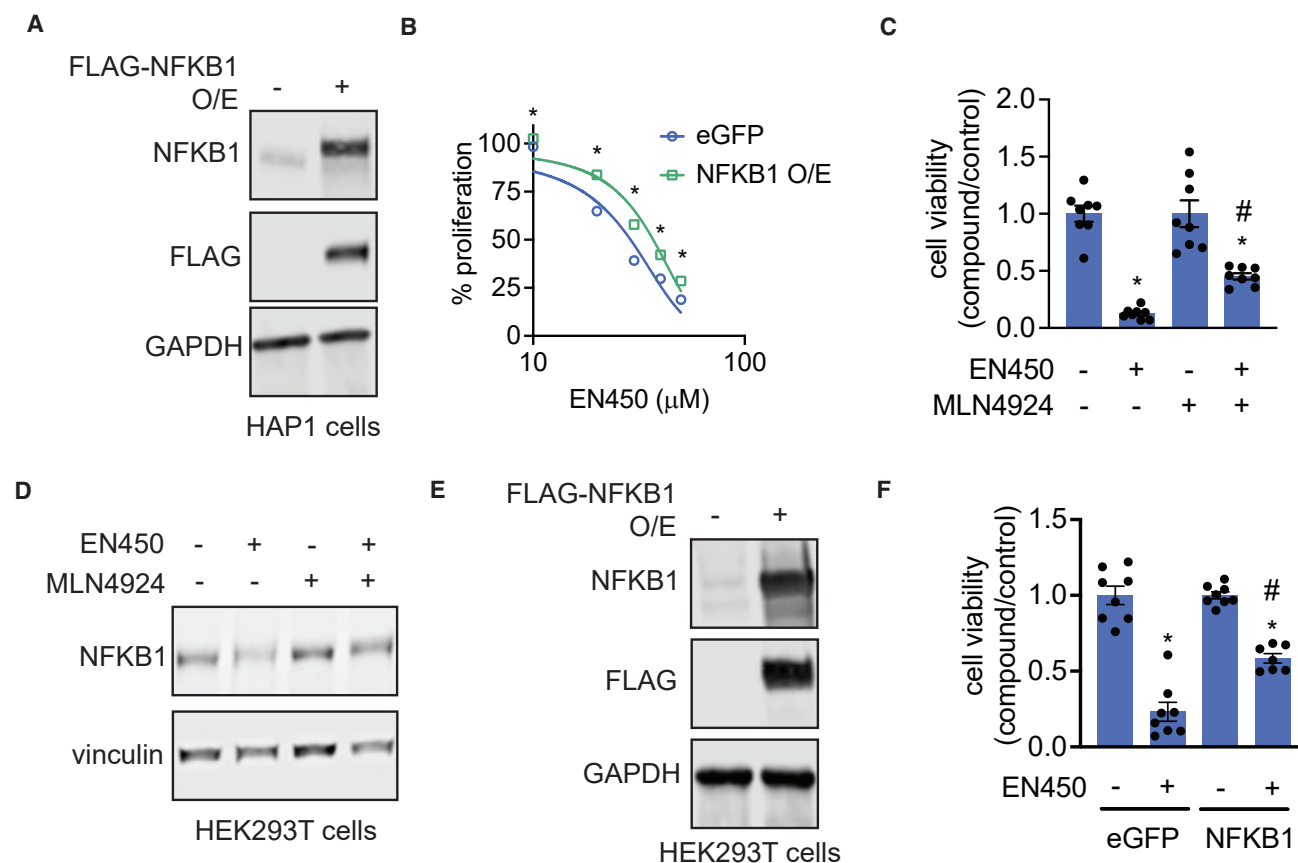 A
FLAG-NFKB1
O/E
- +
NFKB1
FLAG
GAPDH
HAP1 cells
B
% proliferation
100
75
50
25
0
* * * * *
eGFP
NFKB1 O/E
10 100
EN450 (μM)
C
cell viability
(compound/control)
2.0
1.5
1.0
0.5
0.0
*
#
*
EN450 - + - +
MLN4924 - - + +
D
EN450 - + - +
MLN4924 - - + +
NFKB1
vinculin
HEK293T cells
E
FLAG-NFKB1
O/E
- +
NFKB1
FLAG
GAPDH
HEK293T cells
F
cell viability
(compound/control)
1.5
1.0
0.5
0.0
*
#
*
EN450 - + - +
eGFP NFKB1